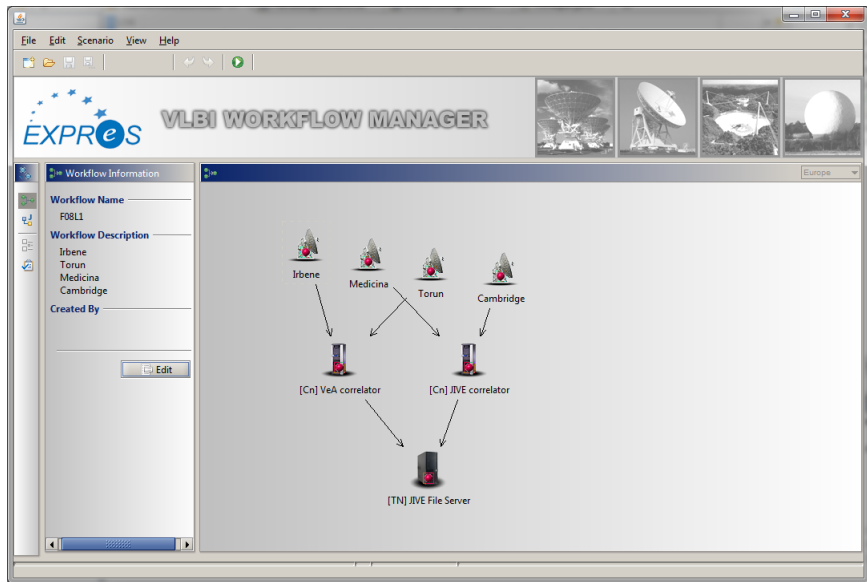 File Edit Scenario View Help
EXPReS
VLBI WORKFLOW MANAGER
Workflow Information
Europe
Workflow Name
F08L1
Workflow Description
Irbene
Torun
Medicina
Cambridge
Created By
Edit
Irbene
Medicina
Torun
Cambridge
[Cn] VeA correlator
[Cn] JIVE correlator
[TN] JIVE File Server